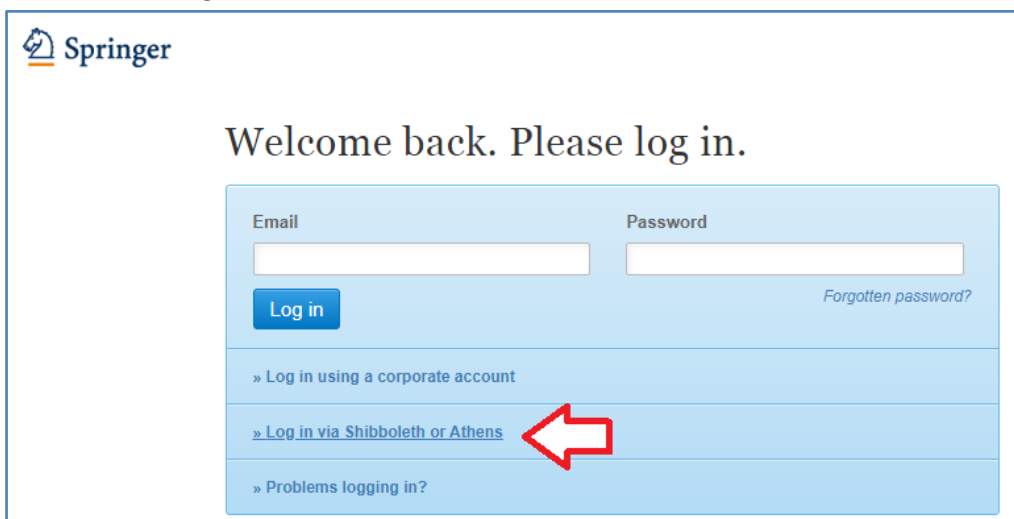 Springer
Welcome back. Please log in.
Email
Password
Log in
Forgotten password?
» Log in using a corporate account
» Log in via Shibboleth or Athens
» Problems logging in?